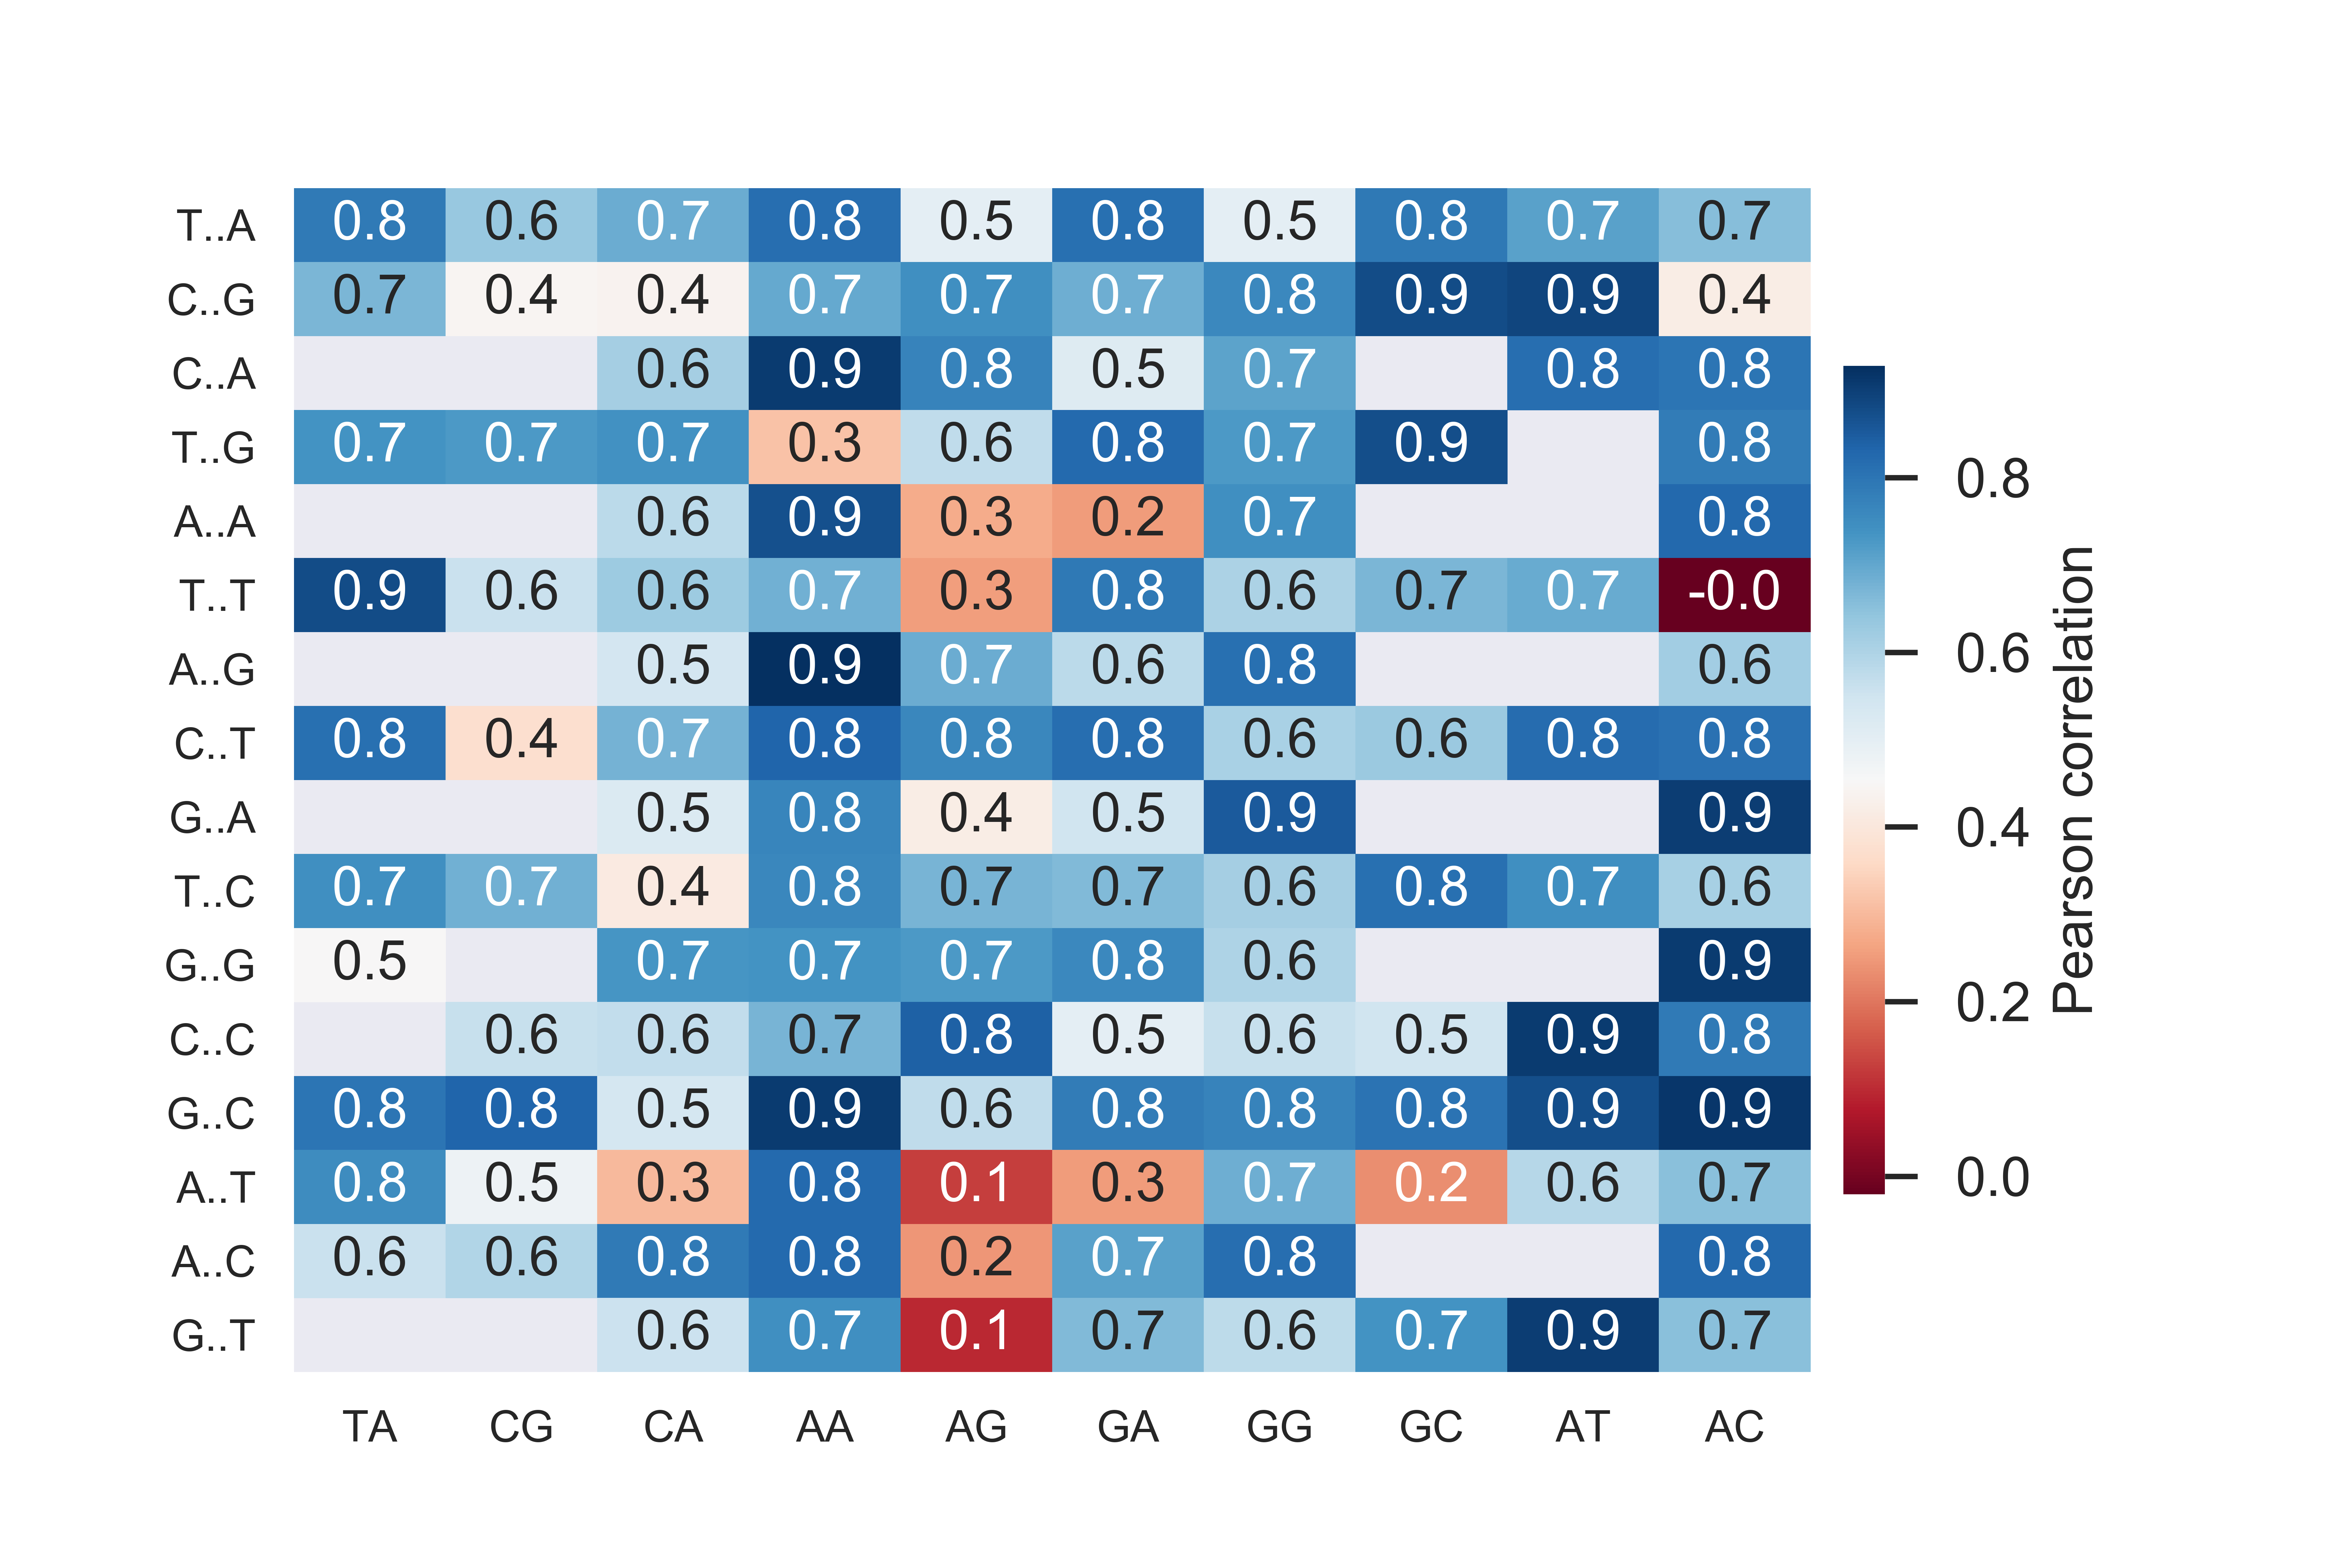 T..A 0.8 0.6 0.7 0.8 0.5 0.8 0.5 0.8 0.7 0.7
C..G 0.7 0.4 0.4 0.7 0.7 0.7 0.8 0.9 0.9 0.4
C..A 0.6 0.9 0.8 0.5 0.7 0.8 0.8
T..G 0.7 0.7 0.7 0.3 0.6 0.8 0.7 0.9 0.8
A..A 0.6 0.9 0.3 0.2 0.7 0.8
T..T 0.9 0.6 0.6 0.7 0.3 0.8 0.6 0.7 0.7 -0.0
A..G 0.5 0.9 0.7 0.6 0.8 0.6
C..T 0.8 0.4 0.7 0.8 0.8 0.8 0.6 0.6 0.8 0.8
G..A 0.5 0.8 0.4 0.5 0.9 0.9
T..C 0.7 0.7 0.4 0.8 0.7 0.7 0.6 0.8 0.7 0.6
G..G 0.5 0.7 0.7 0.7 0.8 0.6 0.9
C..C 0.6 0.6 0.7 0.8 0.5 0.6 0.5 0.9 0.8
G..C 0.8 0.8 0.5 0.9 0.6 0.8 0.8 0.8 0.9 0.9
A..T 0.8 0.5 0.3 0.8 0.1 0.3 0.7 0.2 0.6 0.7
A..C 0.6 0.6 0.8 0.8 0.2 0.7 0.8 0.8
G..T 0.6 0.7 0.1 0.7 0.6 0.7 0.9 0.7
TA CG CA AA AG GA GG GC AT AC
0.8
0.6
0.4
0.2
0.0
Pearson correlation